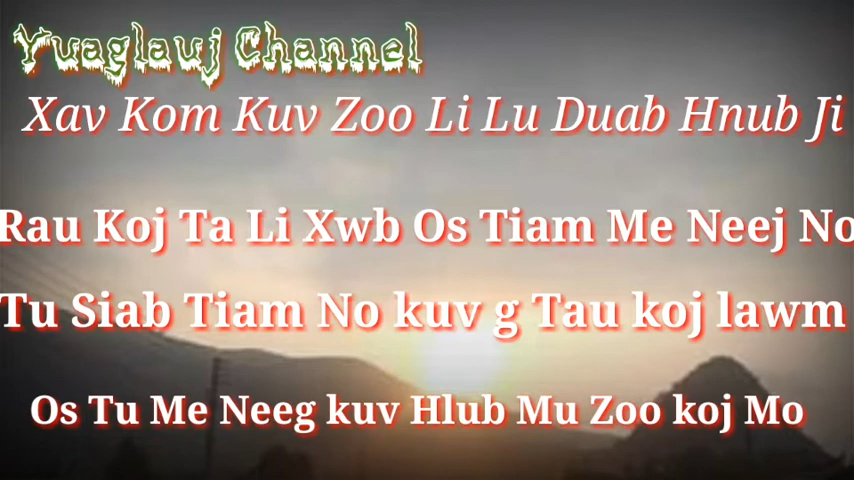 Yuaglauj Channel
Xav Kom Kuv Zoo Li Lu Duab Hnub Ji
Rau Koj Ta Li Xwb Os Tiam Me Neej No
Tu Siab Tiam No kuv g Tau koj lawm
Os Tu Me Neeg kuv Hlub Mu Zoo koj Mo